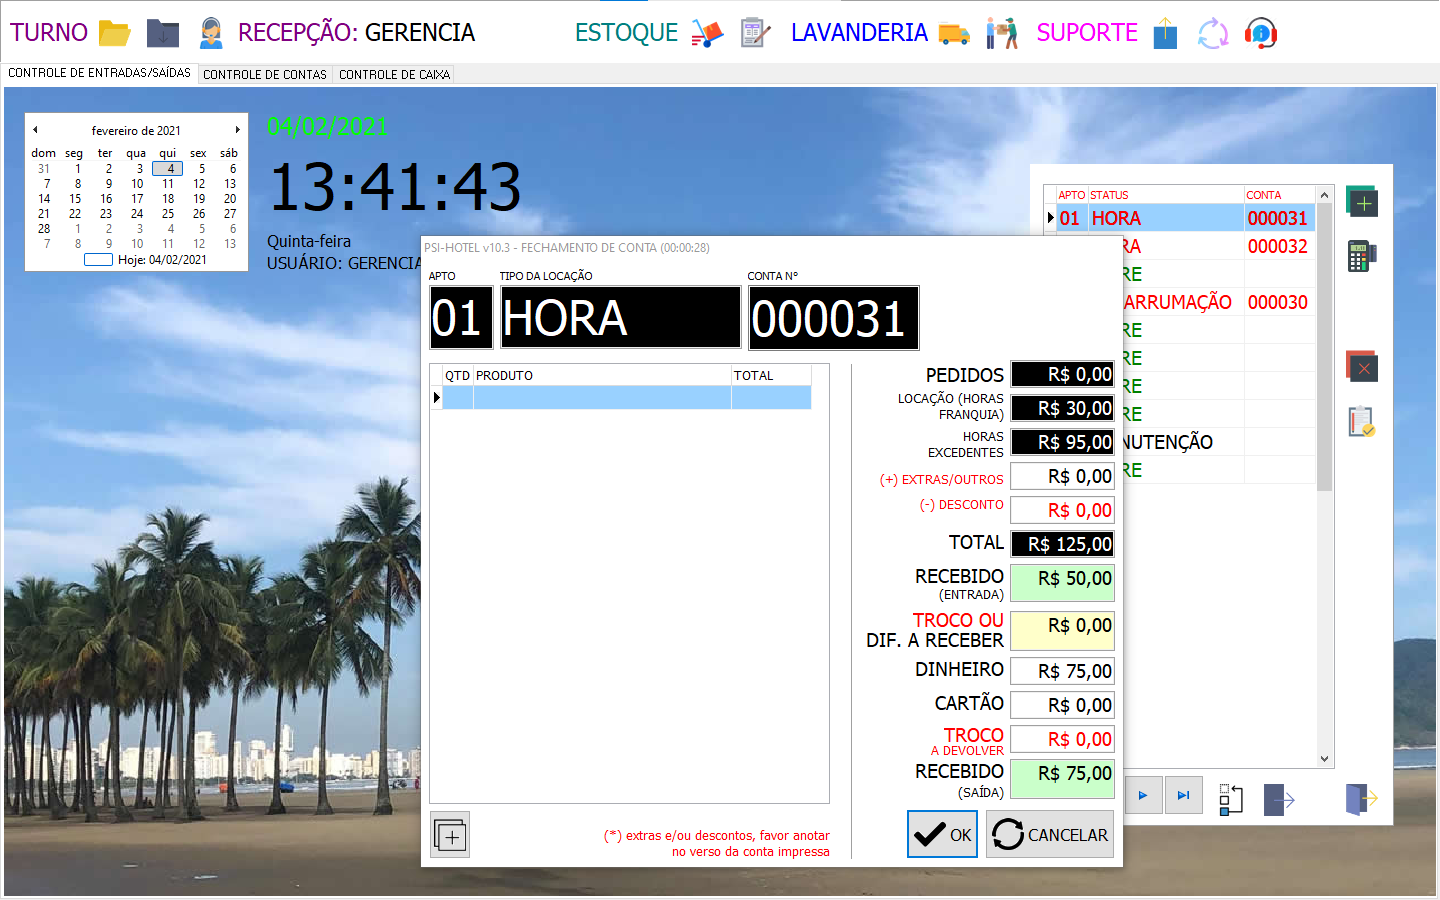 TURNO RECEPÇÃO: GERENCIA ESTOQUE LAVANDERIA SUPORTE
CONTROLE DE ENTRADAS/SAÍDAS CONTROLE DE CONTAS CONTROLE DE CAIXA
fevereiro de 2021
dom seg ter qua qui sex sáb
31 1 2 3 4 5 6
7 8 9 10 11 12 13
14 15 16 17 18 19 20
21 22 23 24 25 26 27
28 1 2 3 4 5 6
7 8 9 10 11 12 13
Hoje: 04/02/2021
04/02/2021
13:41:43
Quinta-feira
USUÁRIO: GERENCIA
PSI-HOTEL v10.3 - FECHAMENTO DE CONTA (00:00:28)
APTO TIPO DA LOCAÇÃO CONTA Nº
01 HORA 000031
QTD PRODUTO TOTAL
PEDIDOS R$ 0,00
LOCAÇÃO (HORAS
FRANQUIA) R$ 30,00
HORAS
EXCEDENTES R$ 95,00
(+) EXTRAS/OUTROS R$ 0,00
(-) DESCONTO R$ 0,00
TOTAL R$ 125,00
RECEBIDO R$ 50,00
(ENTRADA)
TROCO OU R$ 0,00
DIF. A RECEBER
DINHEIRO R$ 75,00
CARTÃO R$ 0,00
TROCO R$ 0,00
A DEVOLVER
RECEBIDO R$ 75,00
(SAÍDA)
(*) extras e/ou descontos, favor anotar
no verso da conta impressa
OK CANCELAR
APTO STATUS CONTA
01 HORA 000031
RA 000032
RE
ARRUMAÇÃO 000030
RE
RE
RE
RE
NUTENÇÃO
RE